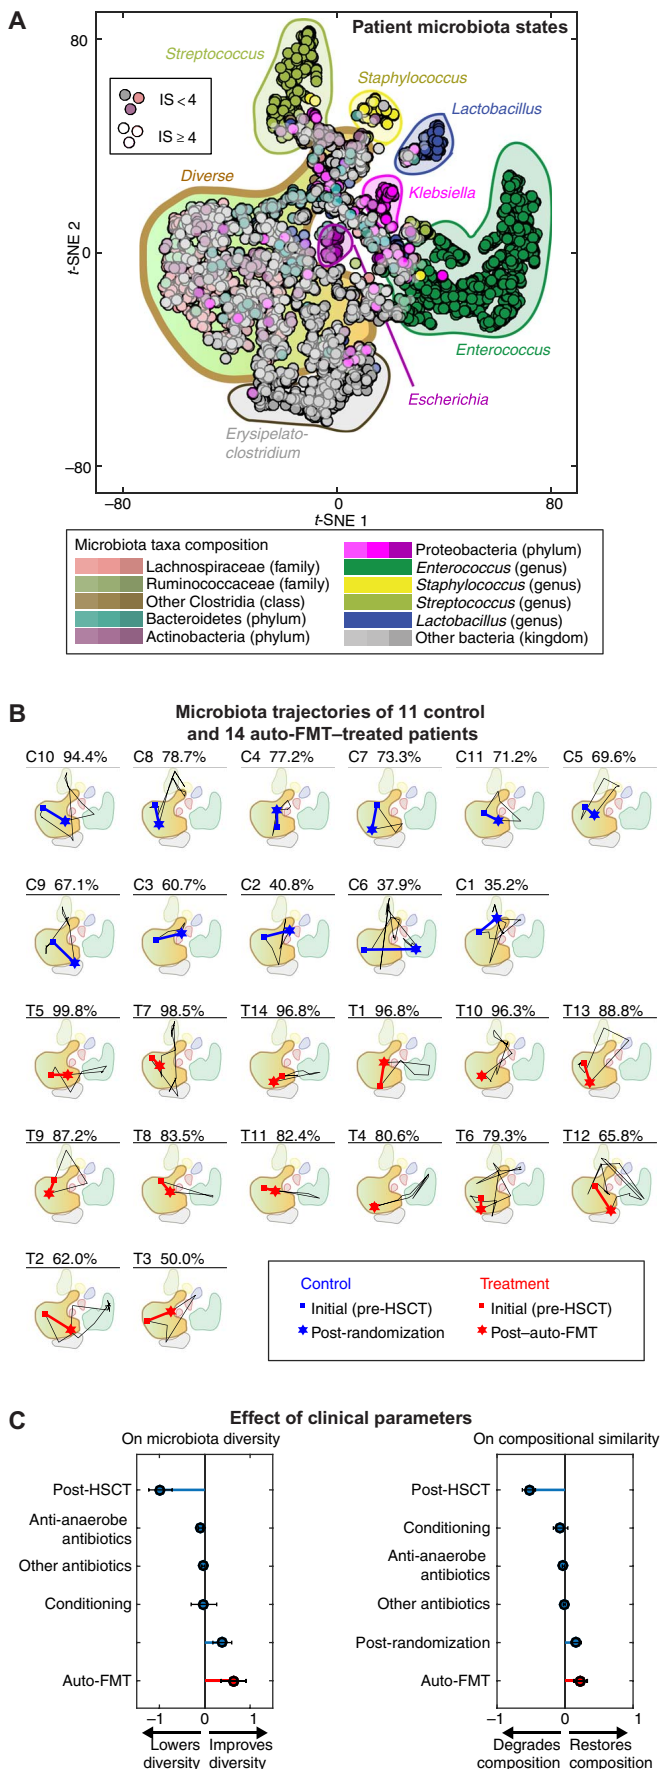 A
Patient microbiota states
80
Streptococcus
Staphylococcus
IS < 4
IS ≥ 4
Lactobacillus
Diverse
Klebsiella
t-SNE 2
0
Enterococcus
Escherichia
Erysipelato-
clostridium
−80
−80
0
80
t-SNE 1
Microbiota taxa composition
Lachnospiraceae (family)
Ruminococcaceae (family)
Other Clostridia (class)
Bacteroidetes (phylum)
Actinobacteria (phylum)
Proteobacteria (phylum)
Enterococcus (genus)
Staphylococcus (genus)
Streptococcus (genus)
Lactobacillus (genus)
Other bacteria (kingdom)
B
Microbiota trajectories of 11 control
and 14 auto-FMT–treated patients
C10 94.4%
C8 78.7%
C4 77.2%
C7 73.3%
C11 71.2%
C5 69.6%
C9 67.1%
C3 60.7%
C2 40.8%
C6 37.9%
C1 35.2%
T5 99.8%
T7 98.5%
T14 96.8%
T1 96.8%
T10 96.3%
T13 88.8%
T9 87.2%
T8 83.5%
T11 82.4%
T4 80.6%
T6 79.3%
T12 65.8%
T2 62.0%
T3 50.0%
Control
Initial (pre-HSCT)
Post-randomization
Treatment
Initial (pre-HSCT)
Post–auto-FMT
C
Effect of clinical parameters
On microbiota diversity
Post-HSCT
Anti-anaerobe
antibiotics
Other antibiotics
Conditioning
Auto-FMT
−1
0
1
Lowers
diversity
Improves
diversity
On compositional similarity
Post-HSCT
Conditioning
Anti-anaerobe
antibiotics
Other antibiotics
Post-randomization
Auto-FMT
−1
0
1
Degrades
composition
Restores
composition